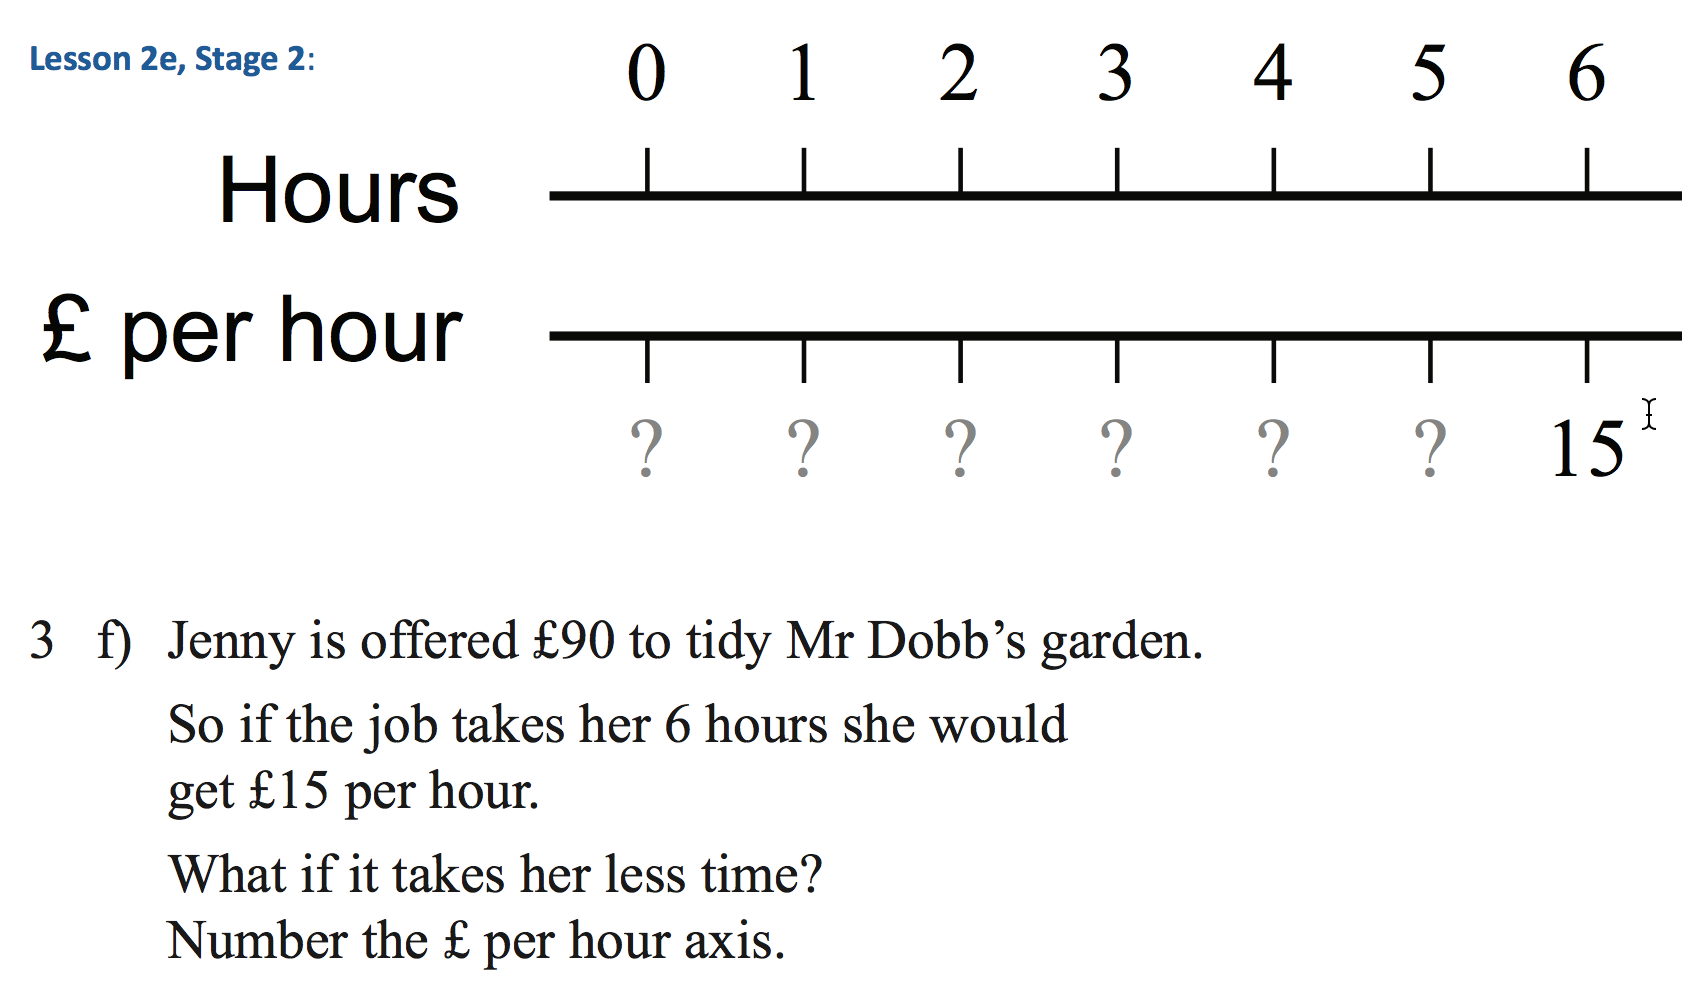 Lesson 2e, Stage 2:
0 1 2 3 4 5 6
Hours
£ per hour
? ? ? ? ? ? 15
3 f) Jenny is offered £90 to tidy Mr Dobb’s garden.
So if the job takes her 6 hours she would
get £15 per hour.
What if it takes her less time?
Number the £ per hour axis.